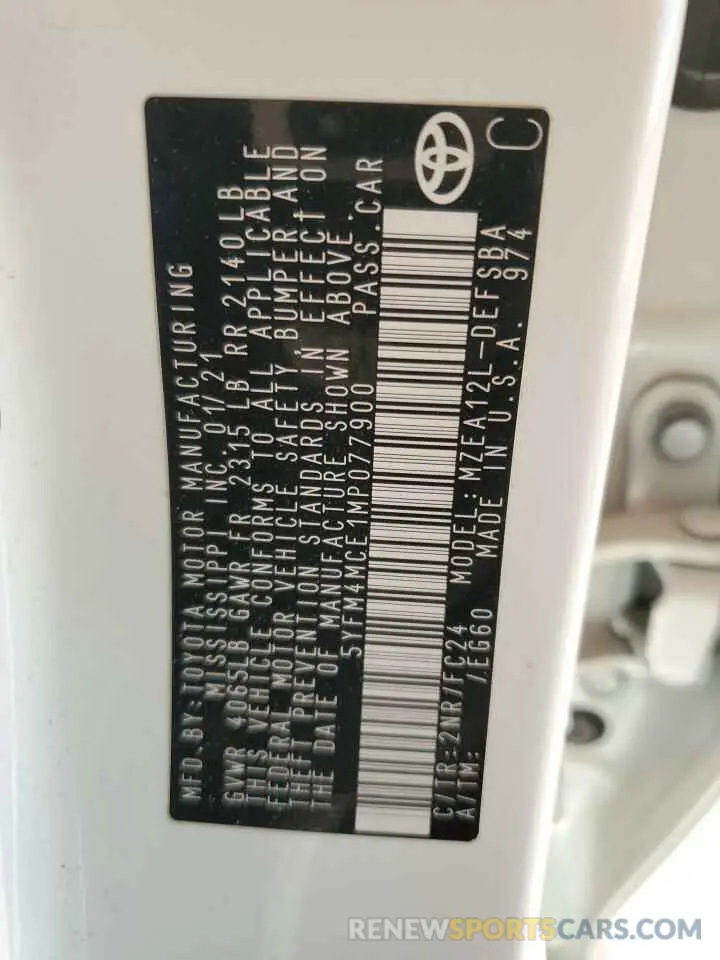 MFD. BY: TOYOTA MOTOR MANUFACTURING
MISSISSIPPI INC. 01/21
GVWR 4065LB GAWR FR 2315 LB RR 2140LB
THIS VEHICLE CONFORMS TO ALL APPLICABLE
FEDERAL MOTOR VEHICLE SAFETY, BUMPER AND
THEFT PREVENTION STANDARDS IN EFFECT ON
THE DATE OF MANUFACTURE SHOWN ABOVE.
5YFM4MCE1MP077900 PASS.CAR
C/TR: 2NR/FC24 MODEL: MZEA12L-DEFSBA
A/TM: /EG60 MADE IN U.S.A. 974
C
RENEWSPORTSCARS.COM